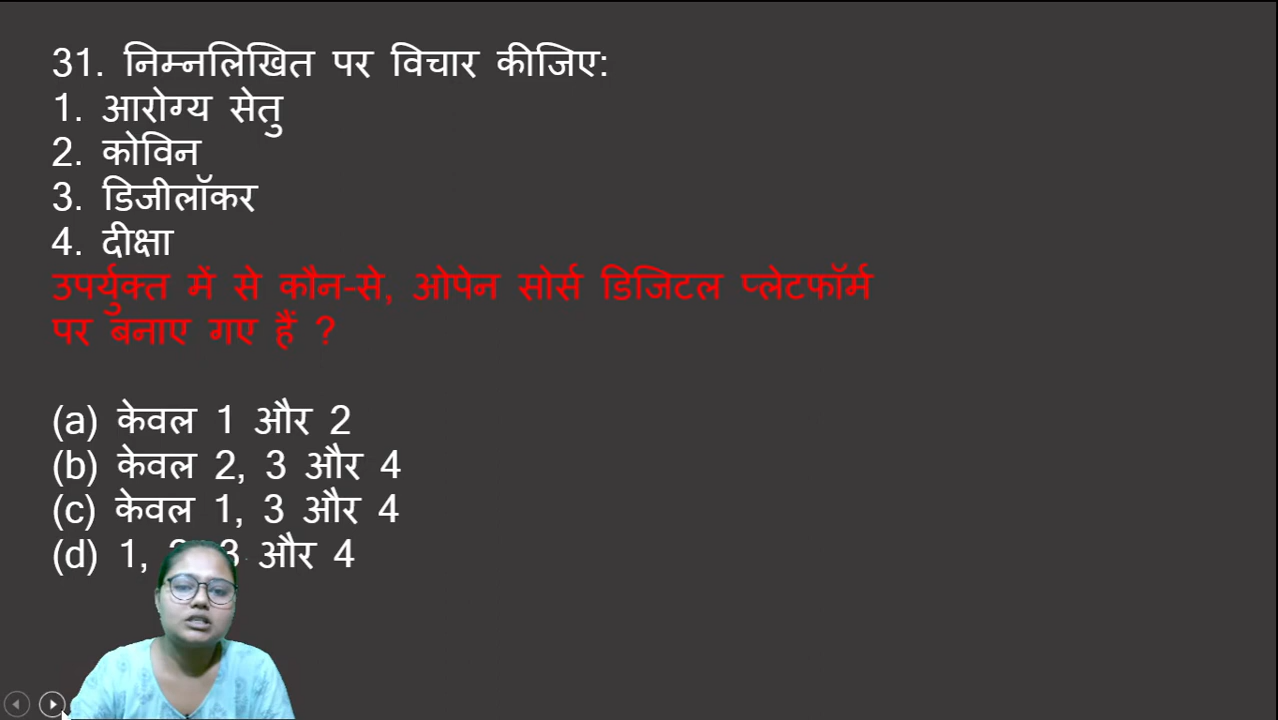 31. निम्नलिखित पर विचार कीजिए:
1. आरोग्य सेतु
2. कोविन
3. डिजीलॉकर
4. दीक्षा
उपर्युक्त में से कौन-से, ओपेन सोर्स डिजिटल प्लेटफॉर्म
पर बनाए गए हैं ?
(a) केवल 1 और 2
(b) केवल 2, 3 और 4
(c) केवल 1, 3 और 4
(d) 1, 3 और 4